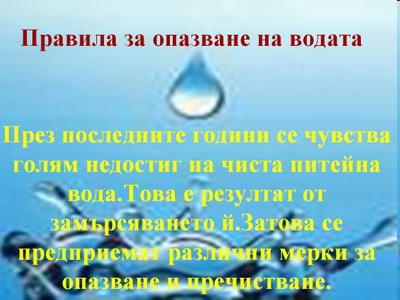 Правила за опазване на водата
През последните години се чувства
голям недостиг на чиста питейна
вода.Това е резултат от
замърсяването й.Затова се
предприемат различни мерки за
опазване и пречистване.